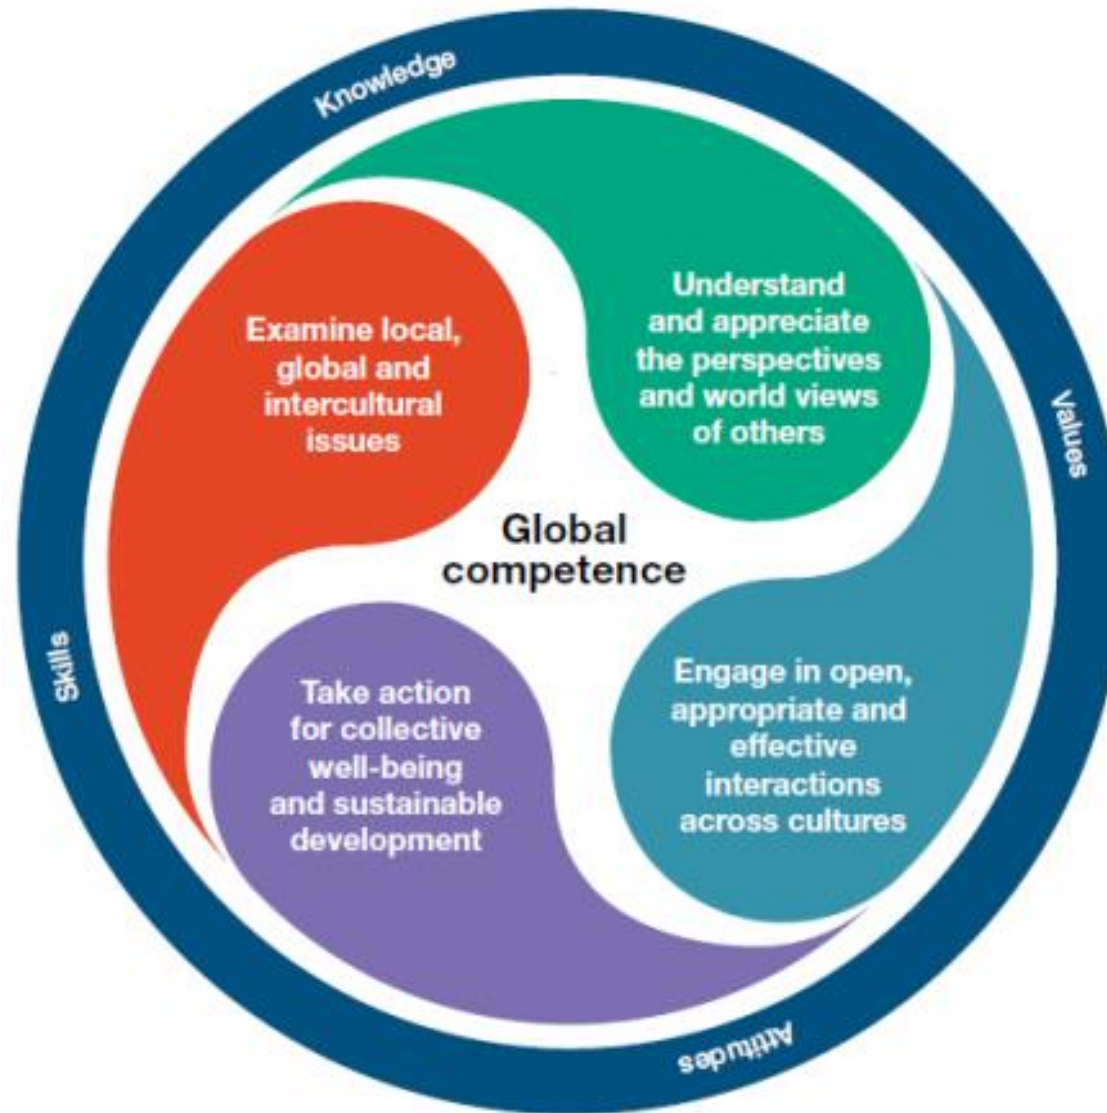 Knowledge
Examine local,
global and
intercultural
issues
Understand
and appreciate
the perspectives
and world views
of others
Values
Global
competence
Skills
Take action
for collective
well-being
and sustainable
development
Engage in open,
appropriate and
effective
interactions
across cultures
Attitudes